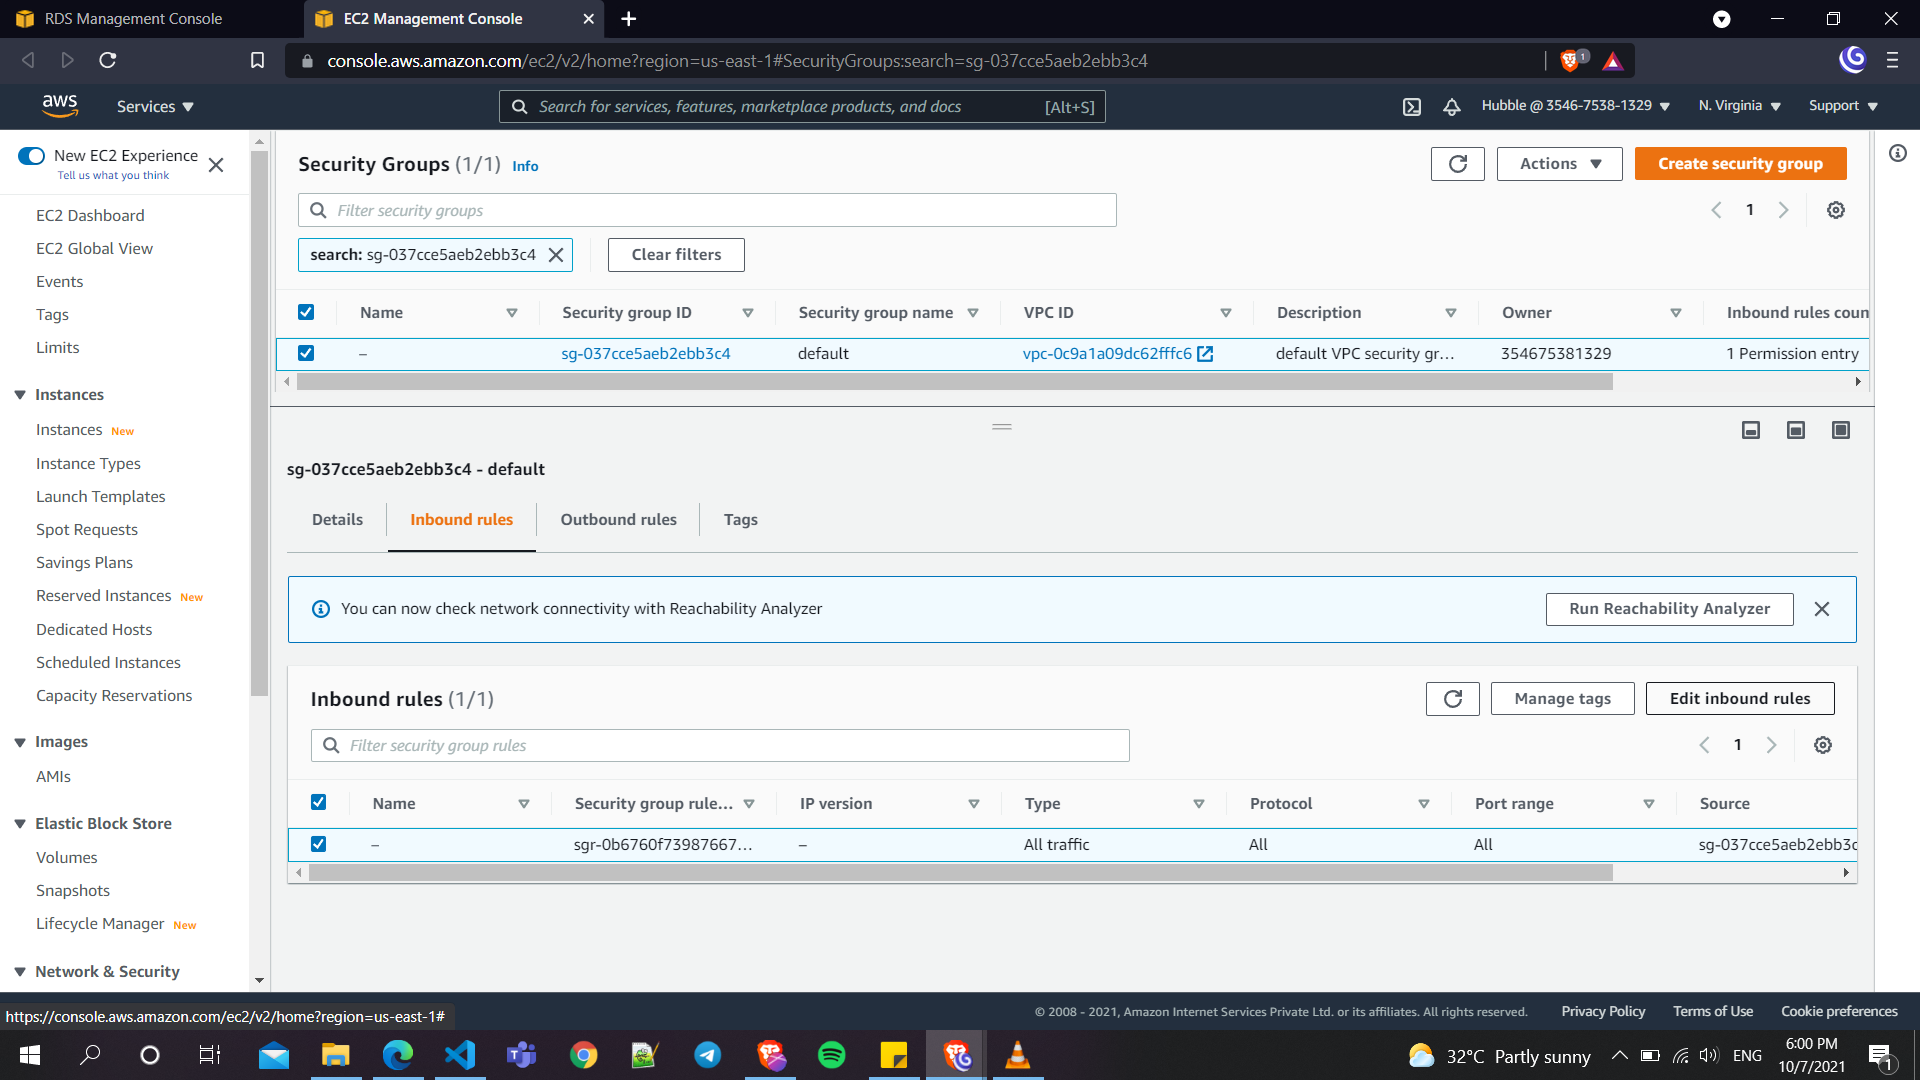 RDS Management Console
EC2 Management Console
console.aws.amazon.com/ec2/v2/home?region=us-east-1#SecurityGroups:search=sg-037cce5aeb2ebb3c4
1
aws
Services
Search for services, features, marketplace products, and docs [Alt+S]
Hubble @ 3546-7538-1329
N. Virginia
Support
New EC2 Experience
Tell us what you think
EC2 Dashboard
EC2 Global View
Events
Tags
Limits
Instances
Instances New
Instance Types
Launch Templates
Spot Requests
Savings Plans
Reserved Instances New
Dedicated Hosts
Scheduled Instances
Capacity Reservations
Images
AMIs
Elastic Block Store
Volumes
Snapshots
Lifecycle Manager New
Network & Security
Security Groups (1/1) Info
Actions
Create security group
Filter security groups
1
search: sg-037cce5aeb2ebb3c4
Clear filters
Name Security group ID Security group name VPC ID Description Owner Inbound rules coun
– sg-037cce5aeb2ebb3c4 default vpc-0c9a1a09dc62fffc6 default VPC security gr... 354675381329 1 Permission entry
sg-037cce5aeb2ebb3c4 - default
Details Inbound rules Outbound rules Tags
You can now check network connectivity with Reachability Analyzer
Run Reachability Analyzer
Inbound rules (1/1)
Manage tags
Edit inbound rules
Filter security group rules
1
Name Security group rule... IP version Type Protocol Port range Source
– sgr-0b6760f73987667... – All traffic All All sg-037cce5aeb2ebb3c
https://console.aws.amazon.com/ec2/v2/home?region=us-east-1#
© 2008 - 2021, Amazon Internet Services Private Ltd. or its affiliates. All rights reserved.
Privacy Policy
Terms of Use
Cookie preferences
32°C Partly sunny
ENG
6:00 PM
10/7/2021
1